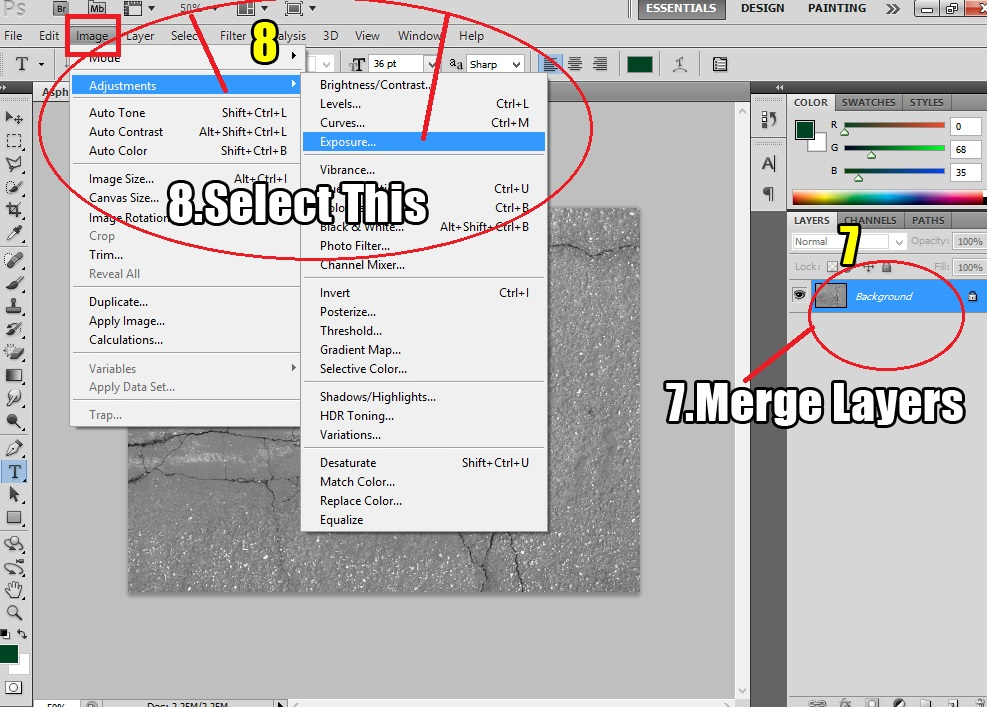 Ps Br Mb 50% ESSENTIALS DESIGN PAINTING
File Edit Image Layer Select Filter Analysis 3D View Window Help
8
T T 36 pt aa Sharp
Asph
Mode
Adjustments
Auto Tone Shift+Ctrl+L
Auto Contrast Alt+Shift+Ctrl+L
Auto Color Shift+Ctrl+B
Image Size... Alt+Ctrl+I
Canvas Size...
Image Rotation
Crop
Trim...
Reveal All
Duplicate...
Apply Image...
Calculations...
Variables
Apply Data Set...
Trap...
Brightness/Contrast...
Levels... Ctrl+L
Curves... Ctrl+M
Exposure...
Vibrance...
Ctrl+U
Ctrl+B
Black & White... Alt+Shift+Ctrl+B
Photo Filter...
Channel Mixer...
Invert Ctrl+I
Posterize...
Threshold...
Gradient Map...
Selective Color...
Shadows/Highlights...
HDR Toning...
Variations...
Desaturate Shift+Ctrl+U
Match Color...
Replace Color...
Equalize
8.Select This
COLOR SWATCHES STYLES
R 0
G 68
B 35
A
LAYERS CHANNELS PATHS
Normal Opacity: 100%
7
Lock: Fill: 100%
Background
7.Merge Layers
T
50% Doc: 2.25M/2.25M